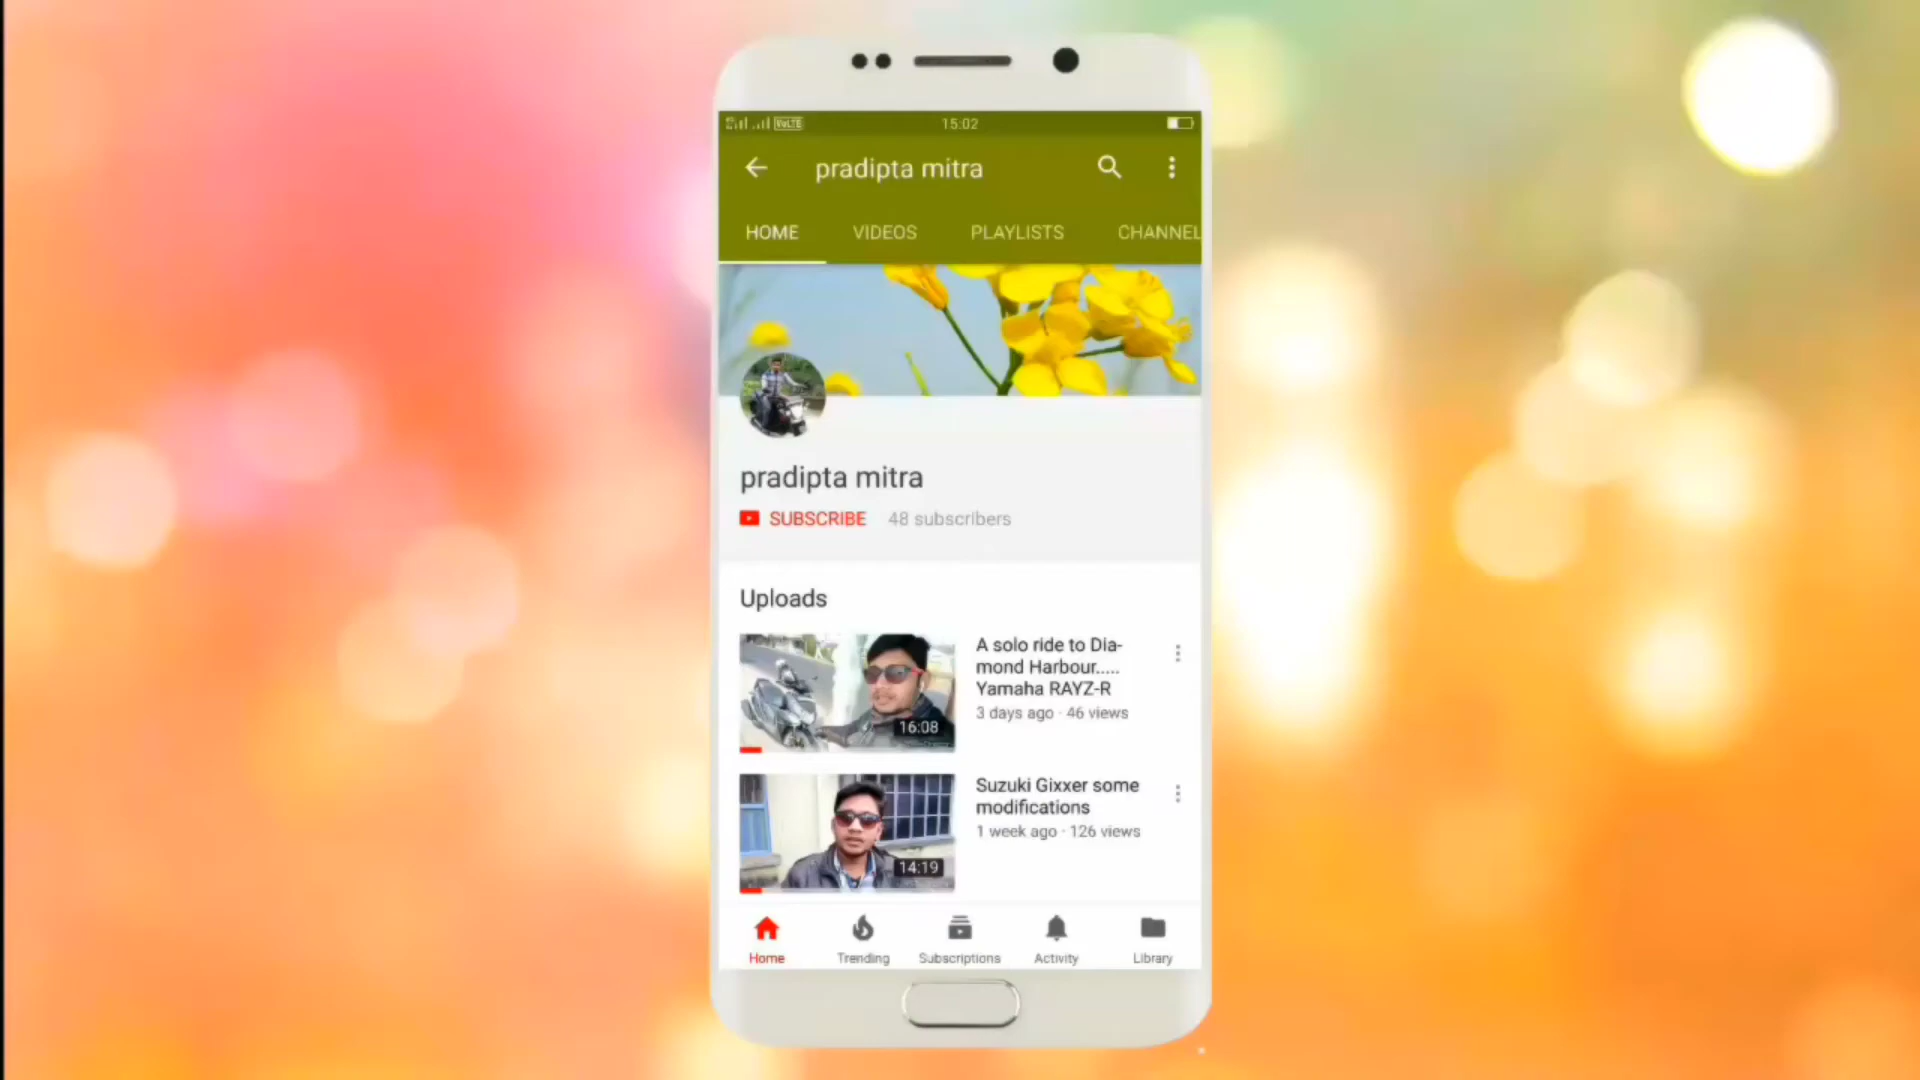 VoLTE 15:02
pradipta mitra
HOME VIDEOS PLAYLISTS CHANNEL
pradipta mitra
SUBSCRIBE 48 subscribers
Uploads
A solo ride to Dia-
mond Harbour.....
Yamaha RAYZ-R
3 days ago · 46 views
16:08
Suzuki Gixxer some
modifications
1 week ago · 126 views
14:19
Home Trending Subscriptions Activity Library